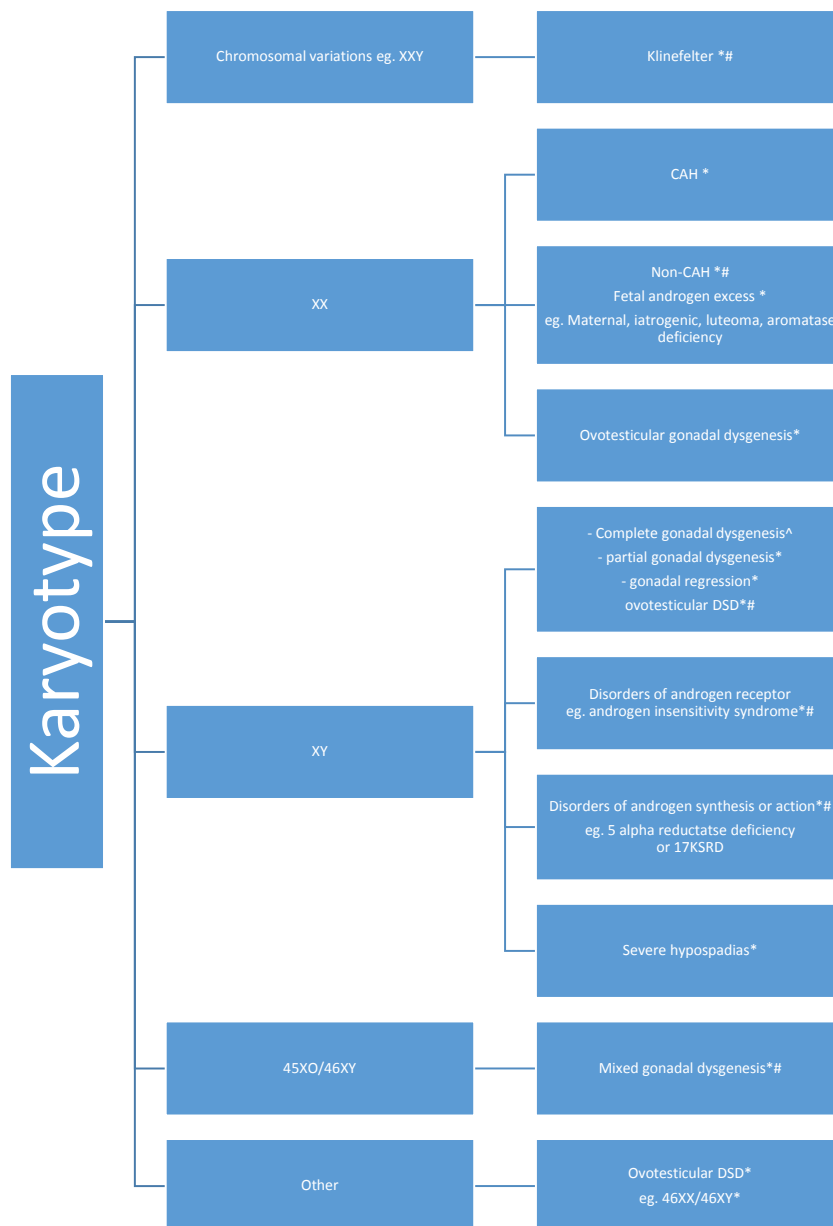 Karyotype
Chromosomal variations eg. XXY
Klinefelter *#
XX
CAH *
Non-CAH *#
Fetal androgen excess *
eg. Maternal, iatrogenic, luteoma, aromatase
deficiency
Ovotesticular gonadal dysgenesis*
XY
- Complete gonadal dysgenesis^
- partial gonadal dysgenesis*
- gonadal regression*
ovotesticular DSD*#
Disorders of androgen receptor
eg. androgen insensitivity syndrome*#
Disorders of androgen synthesis or action*#
eg. 5 alpha reductatse deficiency
or 17KSRD
Severe hypospadias*
45XO/46XY
Mixed gonadal dysgenesis*#
Other
Ovotesticular DSD*
eg. 46XX/46XY*